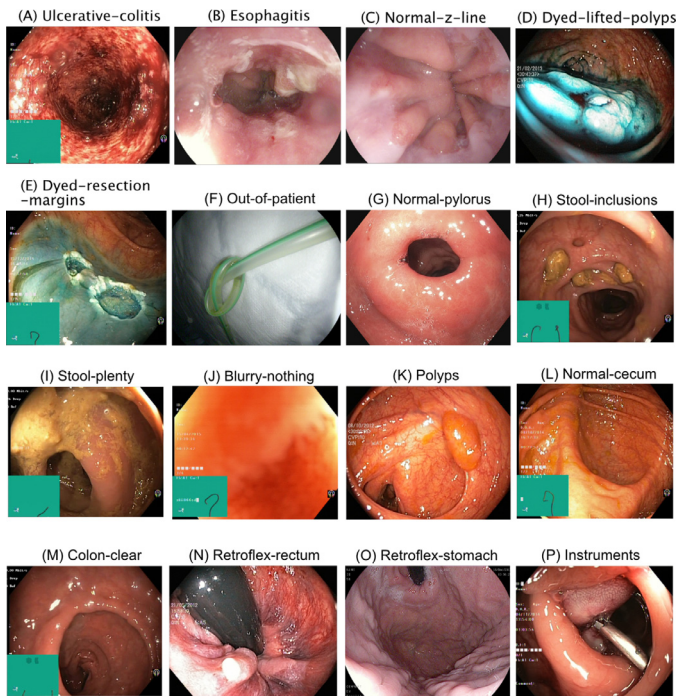 (A) Ulcerative-colitis
(B) Esophagitis
(C) Normal-z-line
(D) Dyed-lifted-polyps
(E) Dyed-resection
-margins
(F) Out-of-patient
(G) Normal-pylorus
(H) Stool-inclusions
(I) Stool-plenty
(J) Blurry-nothing
(K) Polyps
(L) Normal-cecum
(M) Colon-clear
(N) Retroflex-rectum
(O) Retroflex-stomach
(P) Instruments